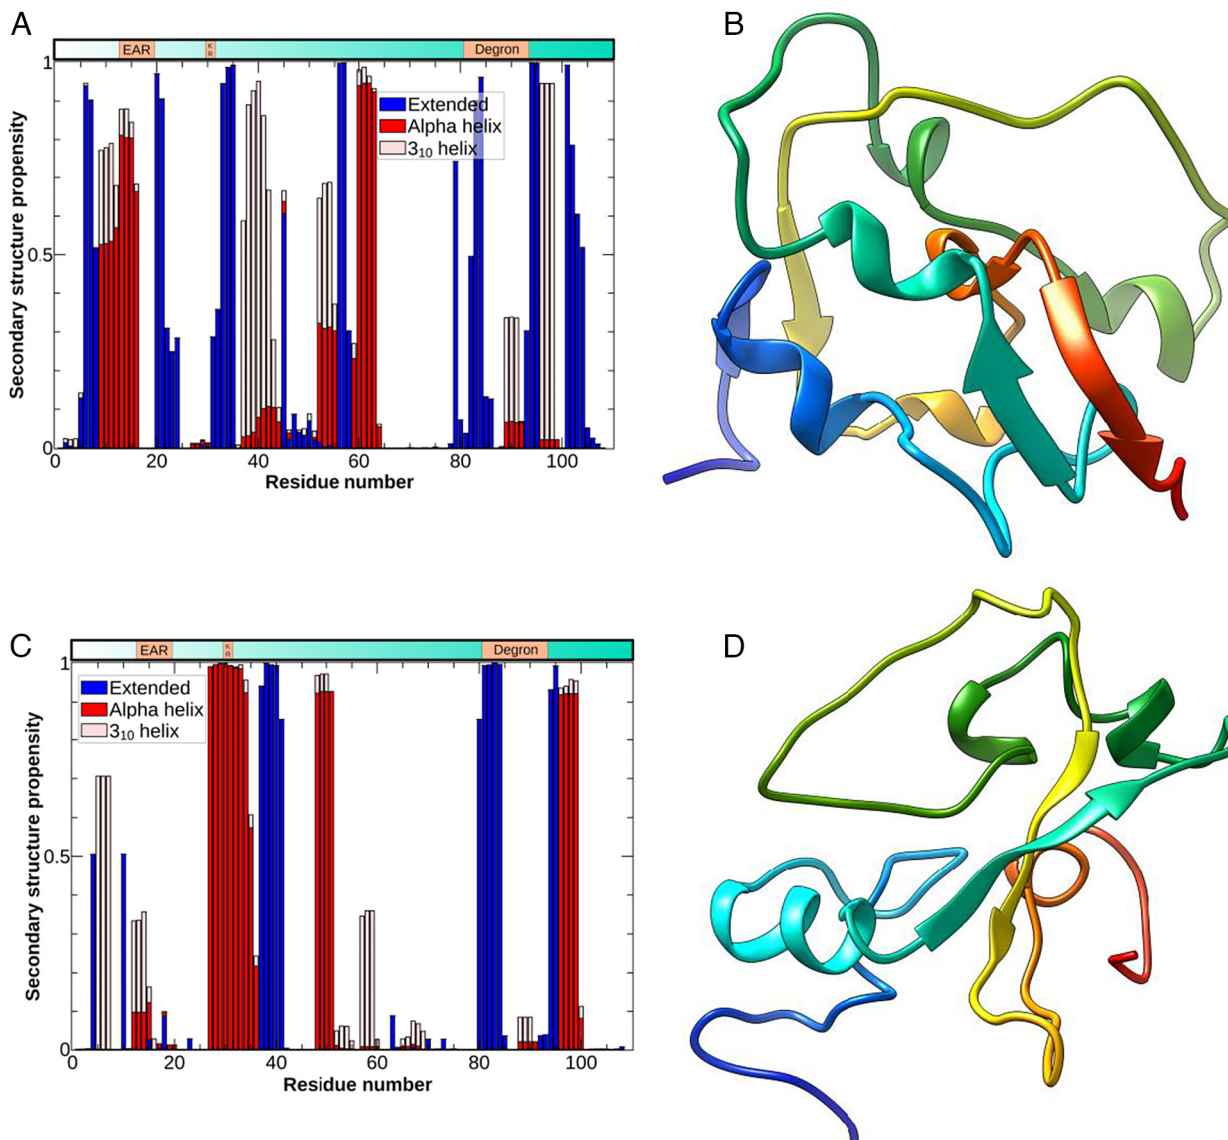 A
B
EAR
K
R
Degron
1
0.5
0
Extended
Alpha helix
3₁₀ helix
Secondary structure propensity
0 20 40 60 80 100
Residue number
C
D
EAR
K
R
Degron
1
0.5
0
Extended
Alpha helix
3₁₀ helix
Secondary structure propensity
0 20 40 60 80 100
Residue number